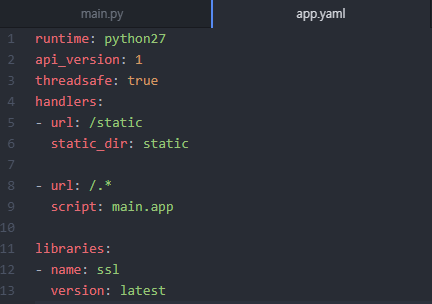 main.py app.yaml
1 runtime: python27
2 api_version: 1
3 threadsafe: true
4 handlers:
5 - url: /static
6   static_dir: static
7
8 - url: /.*
9   script: main.app
10
11 libraries:
12 - name: ssl
13   version: latest